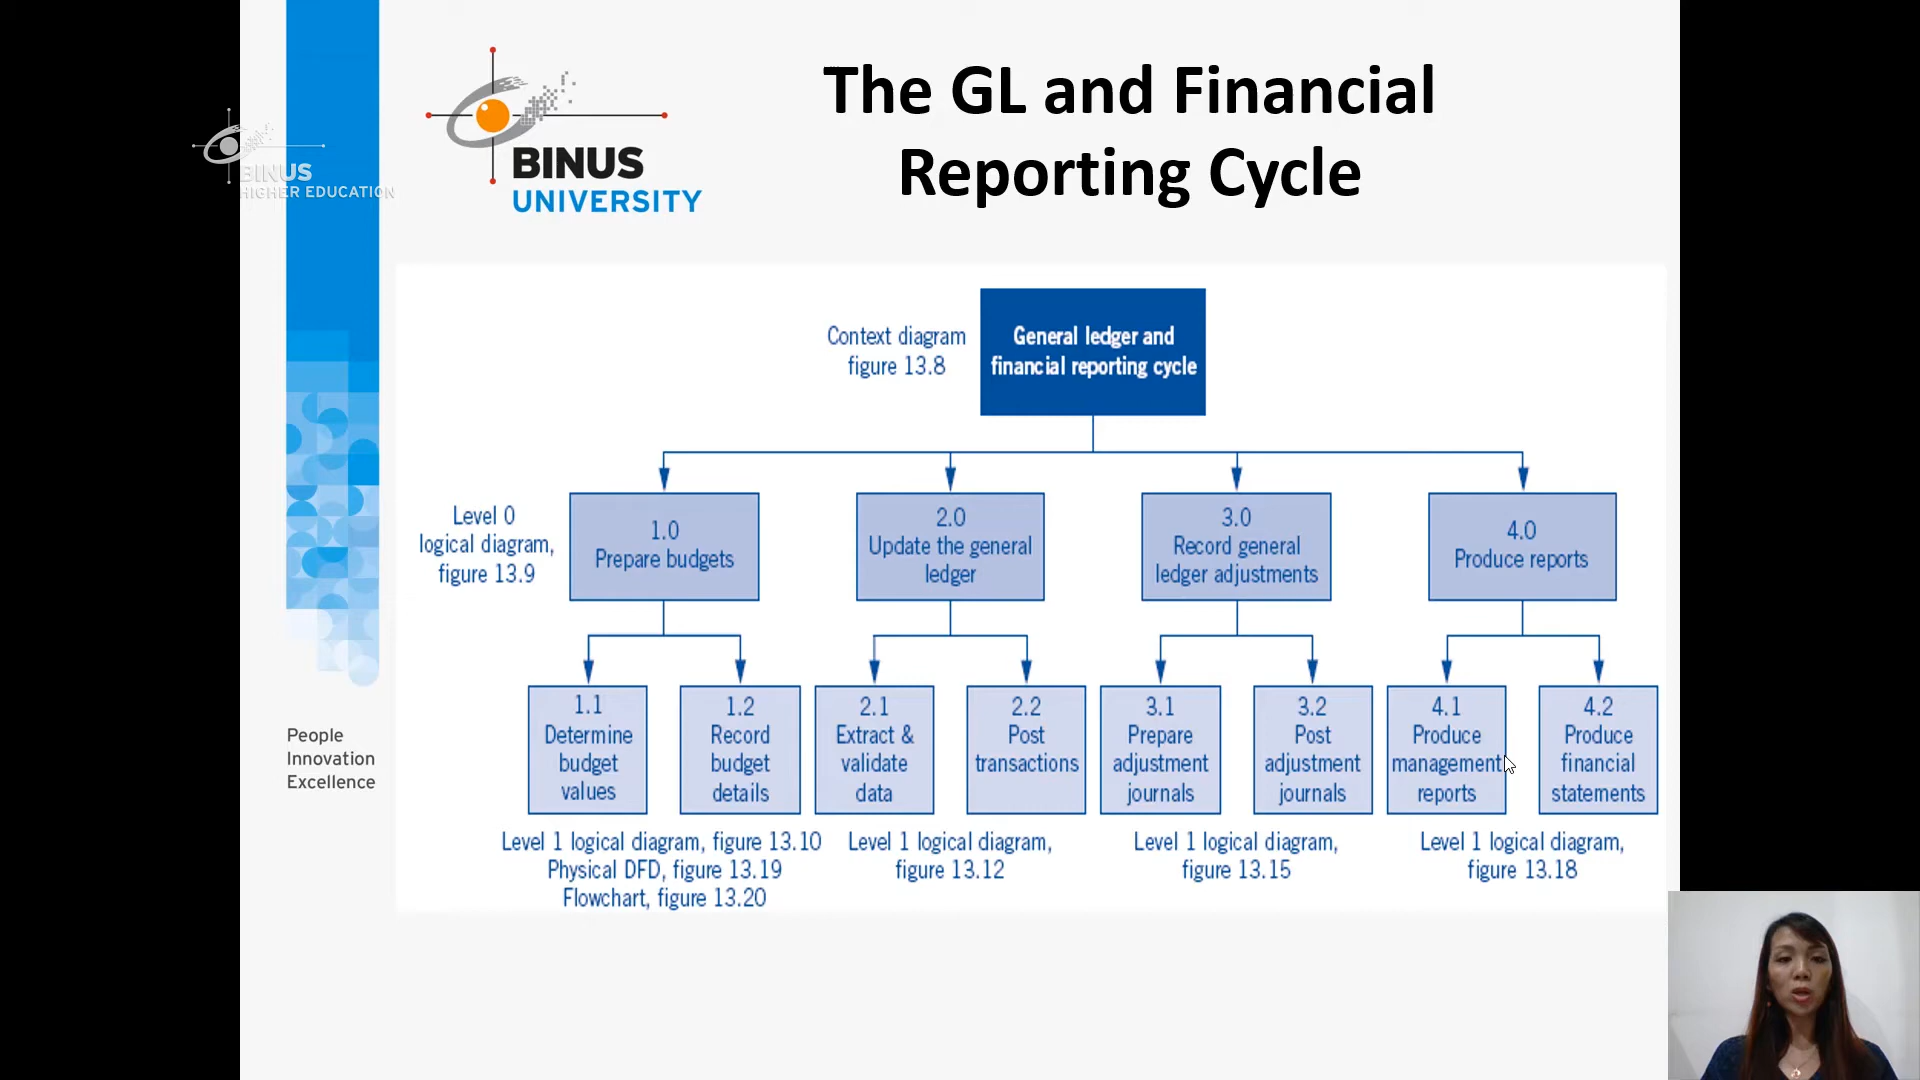 The GL and Financial
Reporting Cycle
BINUS
UNIVERSITY
BINUS
HIGHER EDUCATION
People
Innovation
Excellence
Context diagram
figure 13.8
General ledger and
financial reporting cycle
Level 0
logical diagram,
figure 13.9
1.0
Prepare budgets
2.0
Update the general
ledger
3.0
Record general
ledger adjustments
4.0
Produce reports
1.1
Determine
budget
values
1.2
Record
budget
details
2.1
Extract &
validate
data
2.2
Post
transactions
3.1
Prepare
adjustment
journals
3.2
Post
adjustment
journals
4.1
Produce
management
reports
4.2
Produce
financial
statements
Level 1 logical diagram, figure 13.10
Physical DFD, figure 13.19
Flowchart, figure 13.20
Level 1 logical diagram,
figure 13.12
Level 1 logical diagram,
figure 13.15
Level 1 logical diagram,
figure 13.18